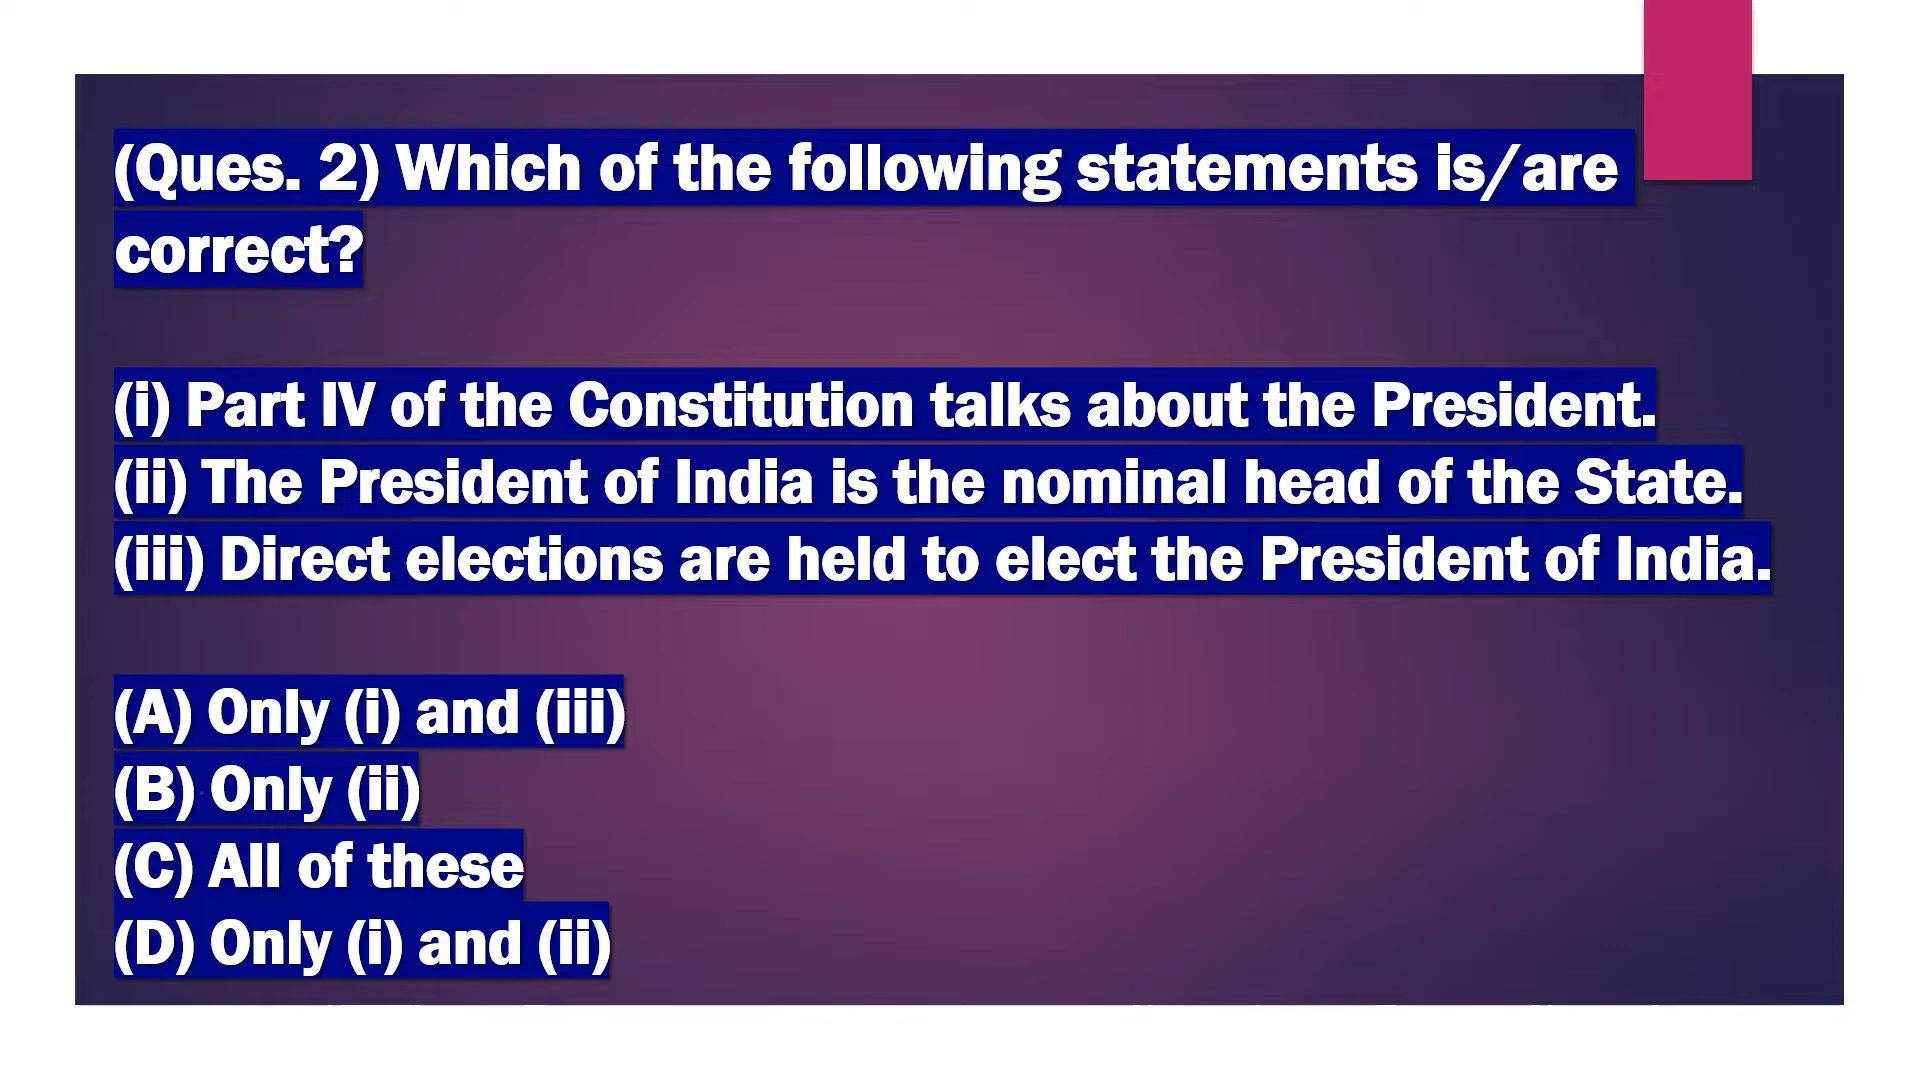 (Ques. 2) Which of the following statements is/are
correct?
(i) Part IV of the Constitution talks about the President.
(ii) The President of India is the nominal head of the State.
(iii) Direct elections are held to elect the President of India.
(A) Only (i) and (iii)
(B) Only (ii)
(C) All of these
(D) Only (i) and (ii)